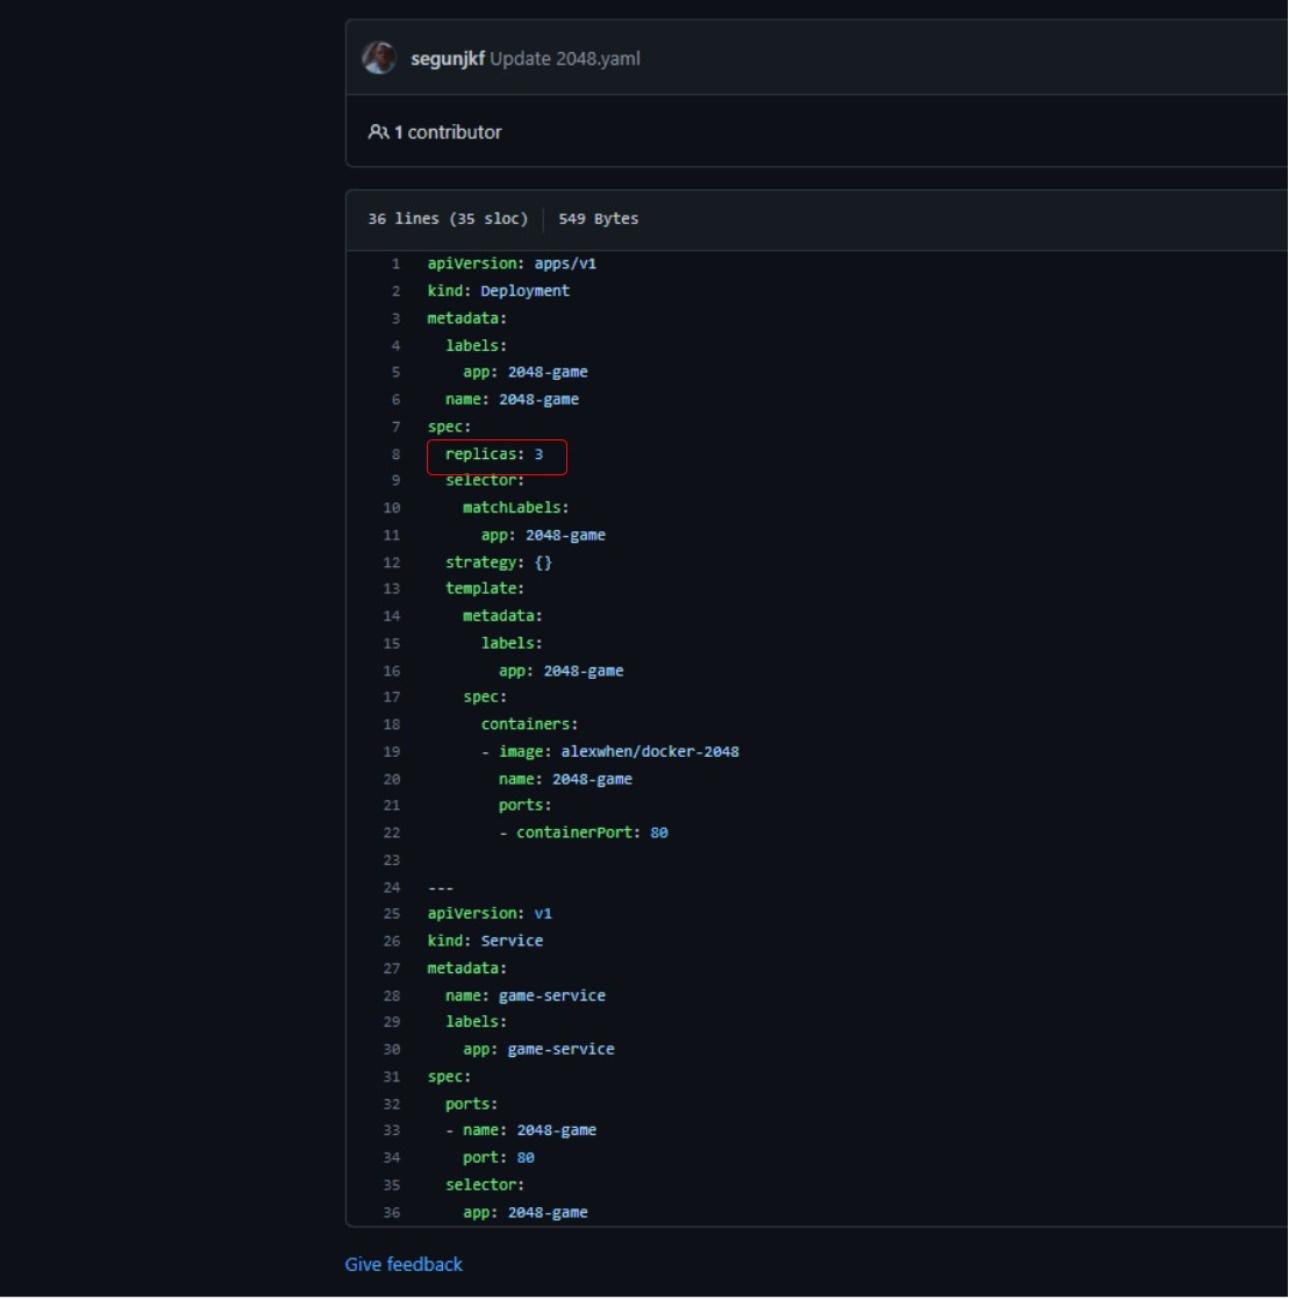 segunjkf Update 2048.yaml
1 contributor
36 lines (35 sloc) 549 Bytes
1 apiVersion: apps/v1
2 kind: Deployment
3 metadata:
4   labels:
5     app: 2048-game
6   name: 2048-game
7 spec:
8   replicas: 3
9   selector:
10     matchLabels:
11       app: 2048-game
12   strategy: {}
13   template:
14     metadata:
15       labels:
16         app: 2048-game
17     spec:
18       containers:
19       - image: alexwhen/docker-2048
20         name: 2048-game
21         ports:
22         - containerPort: 80
23
24 ---
25 apiVersion: v1
26 kind: Service
27 metadata:
28   name: game-service
29   labels:
30     app: game-service
31 spec:
32   ports:
33   - name: 2048-game
34     port: 80
35   selector:
36     app: 2048-game
Give feedback